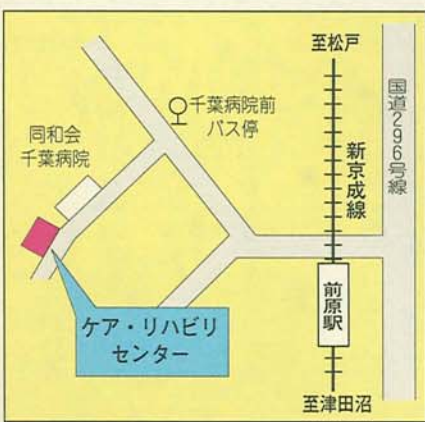 至松戸
国道296号線
千葉病院前
バス停
同和会
千葉病院
新京成線
前原駅
ケア・リハビリ
センター
至津田沼